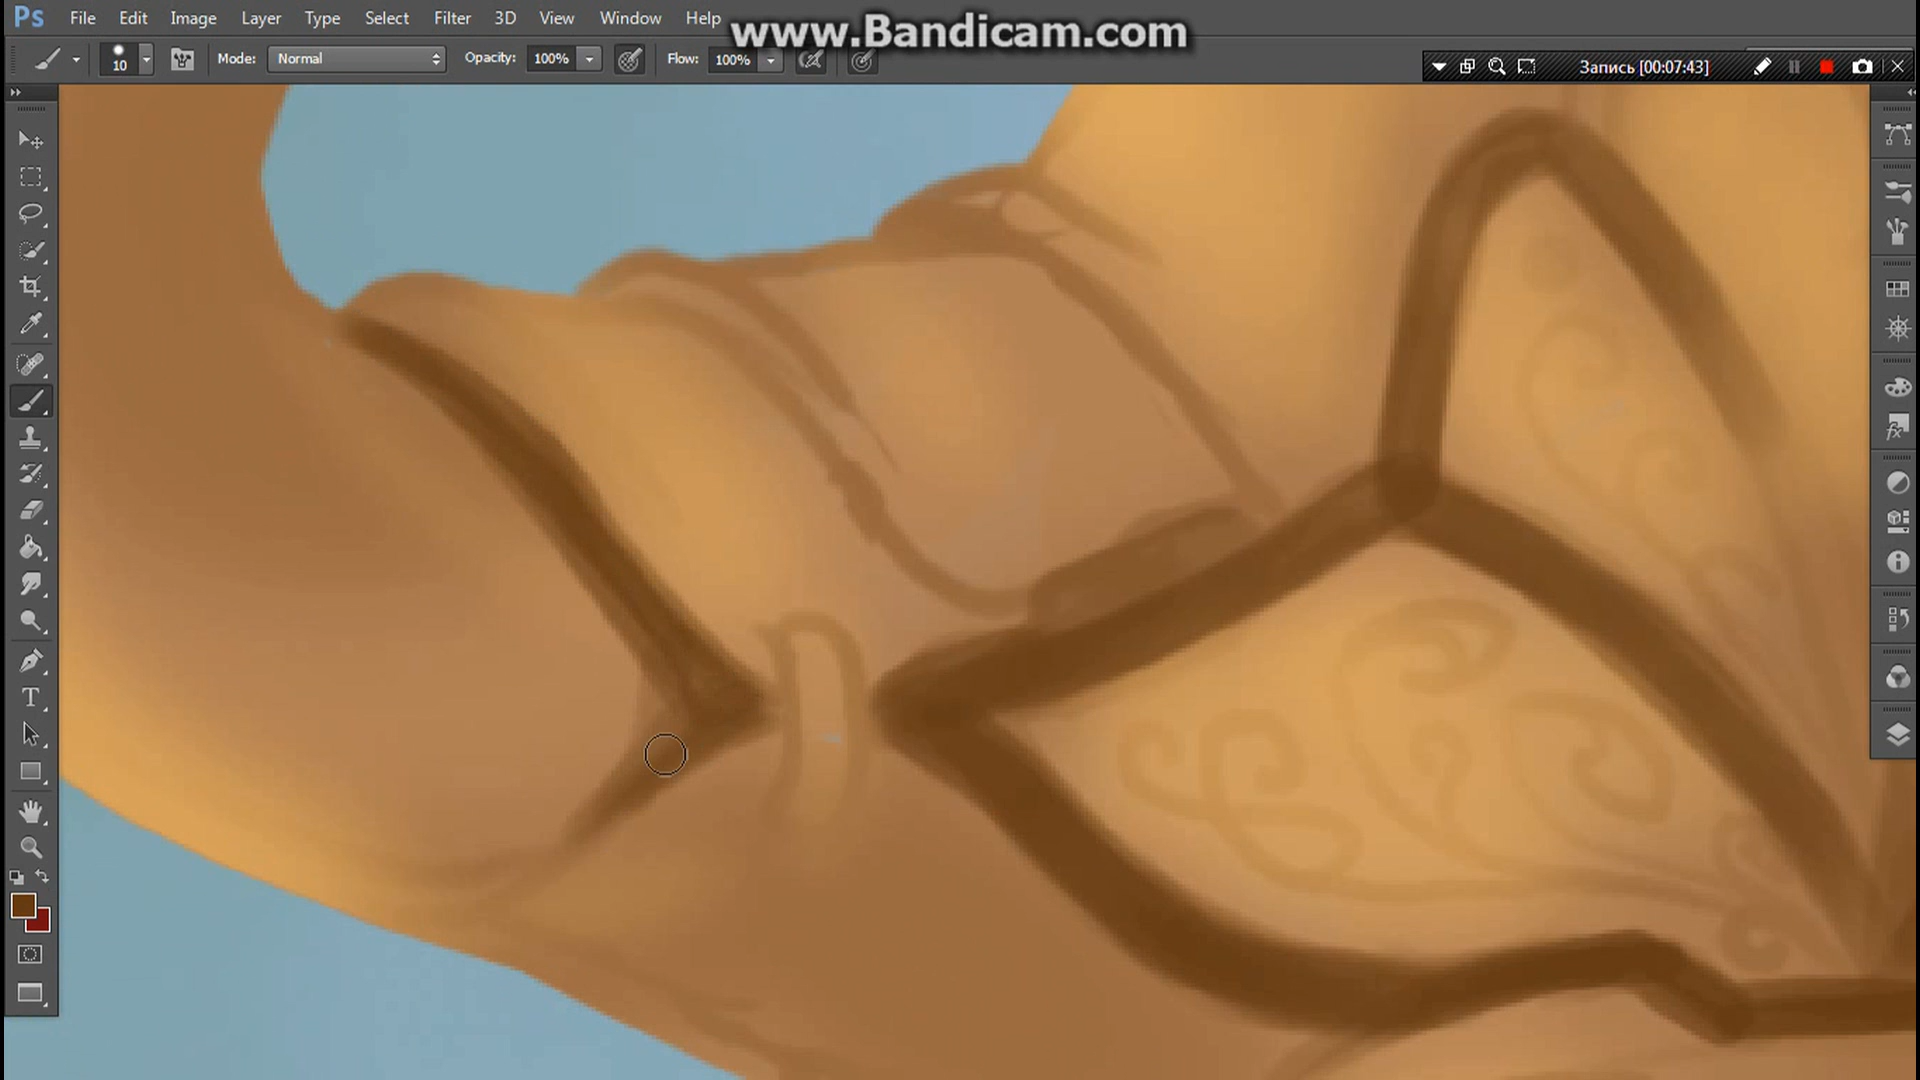 Ps File Edit Image Layer Type Select Filter 3D View Window Help
www.Bandicam.com
10 Mode: Normal Opacity: 100% Flow: 100%
Запись [00:07:43]
T
fx